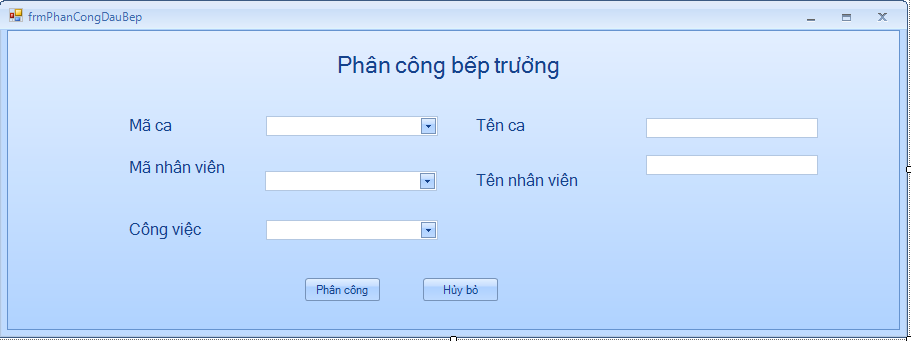 frmPhanCongDauBep
Phân công bếp trưởng
Mã ca
Tên ca
Mã nhân viên
Tên nhân viên
Công việc
Phân công
Hủy bỏ